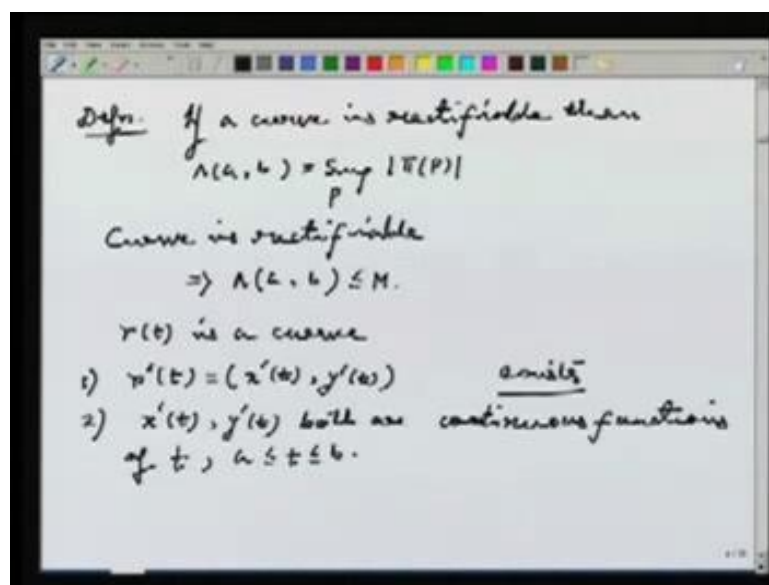 Defn. If a curve is rectifiable then
Λ(a, b) = Sup |π(P)|
P
Curve is rectifiable
=> Λ(a, b) ≤ M.
r(t) is a curve
1) r'(t) = (x'(t), y'(t)) exists
2) x'(t), y'(t) both are continuous functions
of t, a ≤ t ≤ b.